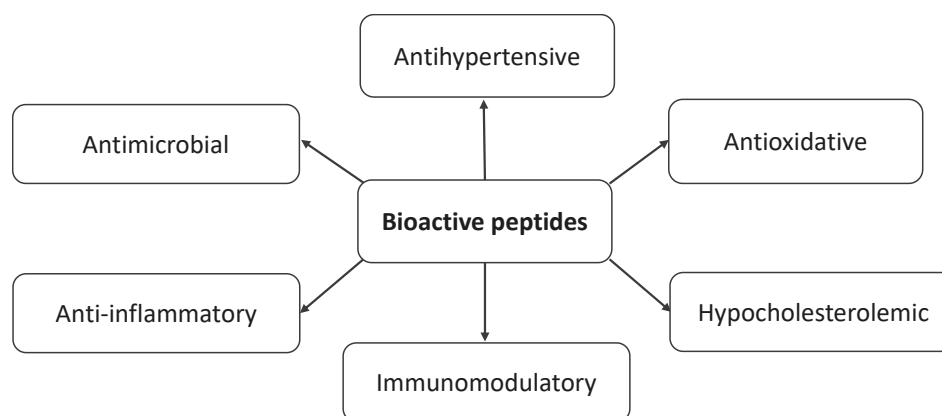 Antihypertensive
Antimicrobial
Antioxidative
Bioactive peptides
Anti-inflammatory
Hypocholesterolemic
Immunomodulatory